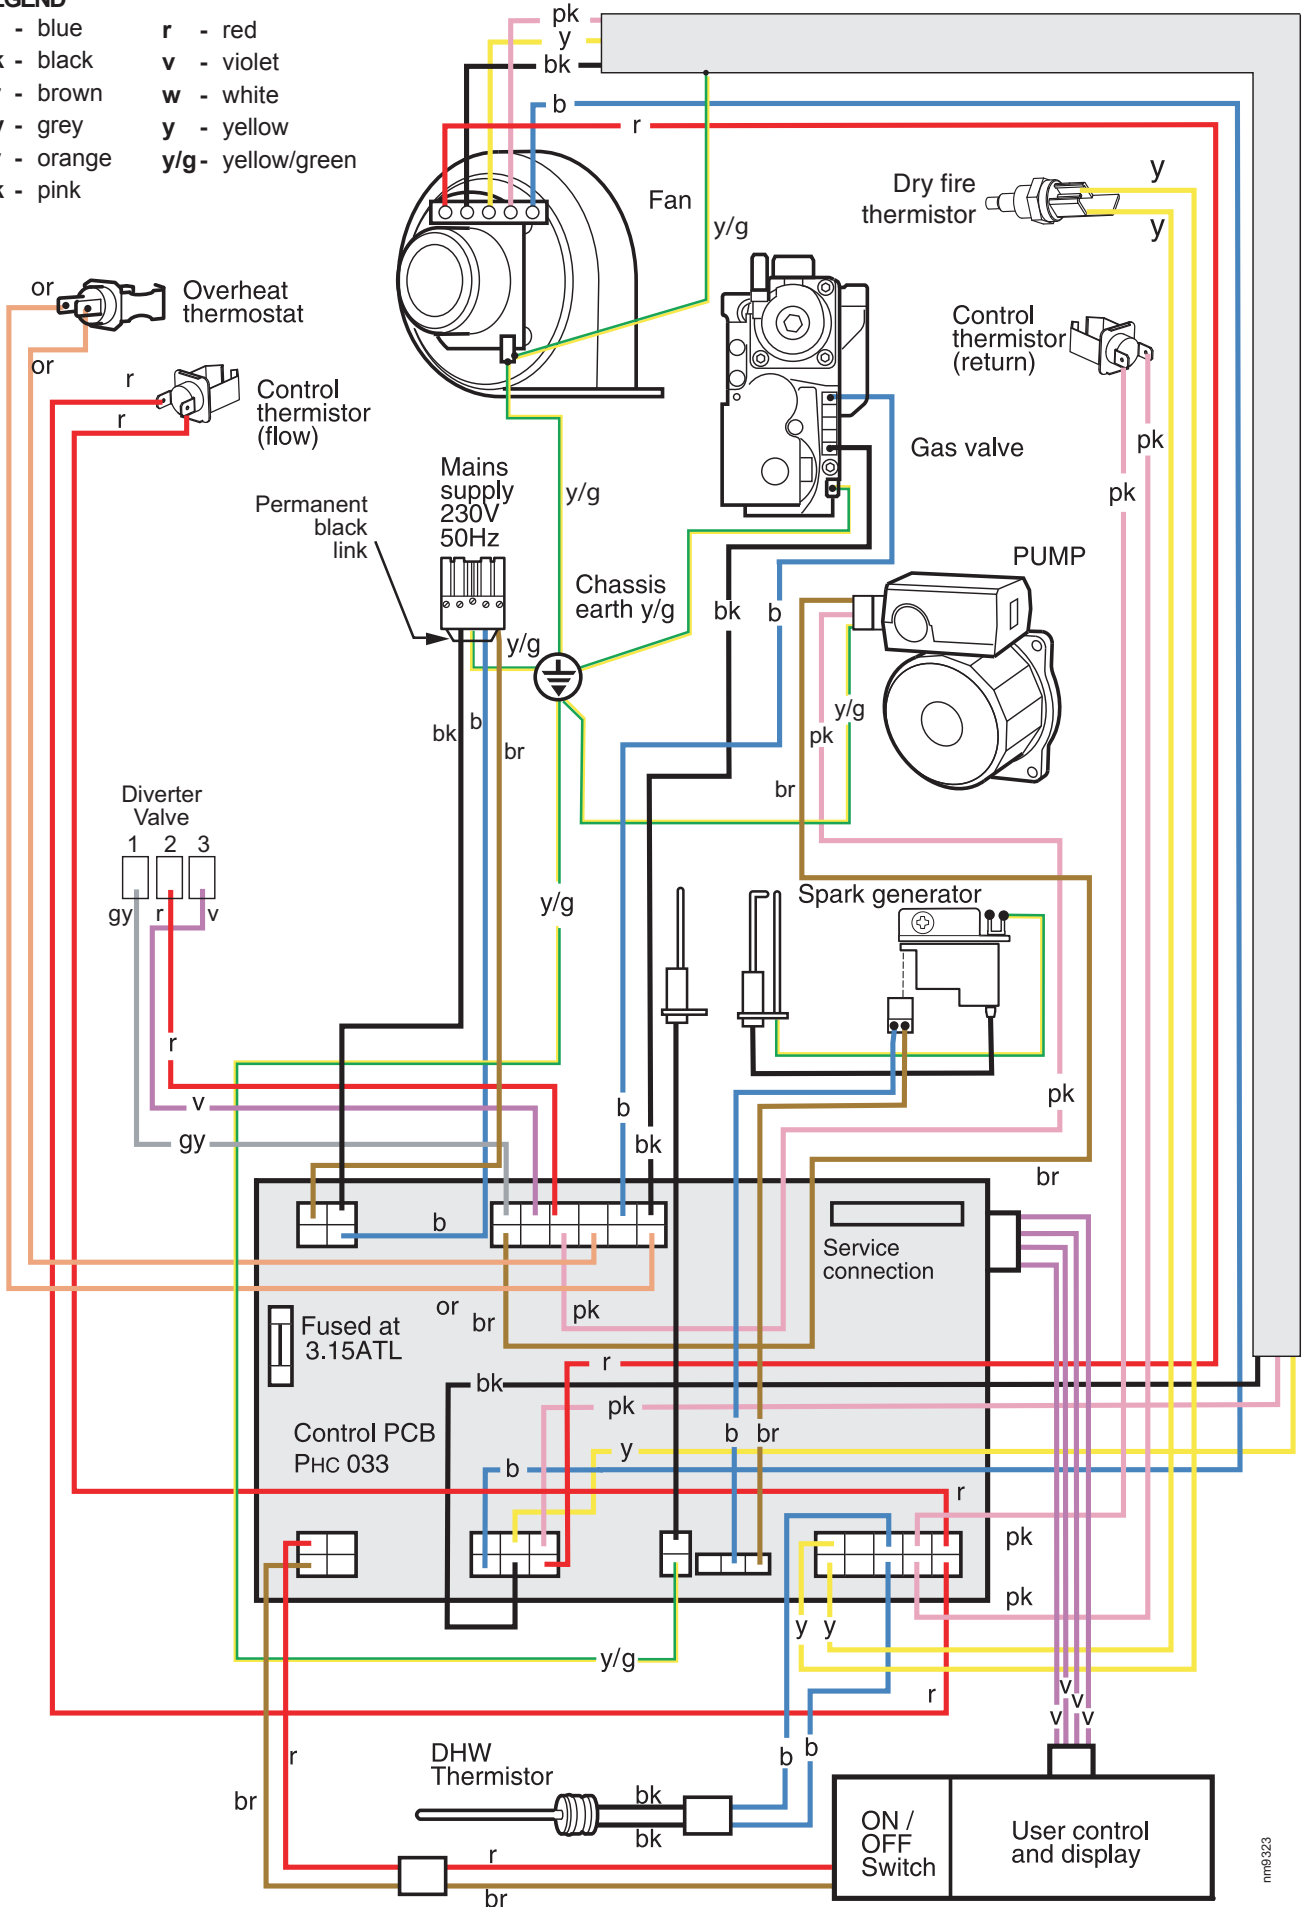 - blue
r - red
- black
v - violet
- brown
w - white
- grey
y - yellow
- orange
y/g - yellow/green
- pink
pk
y
bk
b
r
Fan
y/g
Dry fire
thermistor
y
y
or
Overheat
thermostat
or
r
Control
thermistor
(flow)
r
Control
thermistor
(return)
pk
pk
Gas valve
Mains
supply
230V
50Hz
Permanent
black
link
y/g
Chassis
earth y/g
y/g
bk
b
PUMP
bk
b
br
y/g
pk
br
Diverter
Valve
1 2 3
gy r v
y/g
Spark generator
r
v
gy
b
bk
pk
br
b
Service
connection
or
br
pk
Fused at
3.15ATL
r
bk
pk
b
br
y
b
Control PCB
PHC 033
r
pk
pk
y
y
y/g
r
v
v
v
v
r
br
DHW
Thermistor
bk
bk
b
b
r
br
ON /
OFF
Switch
User control
and display
nm9323